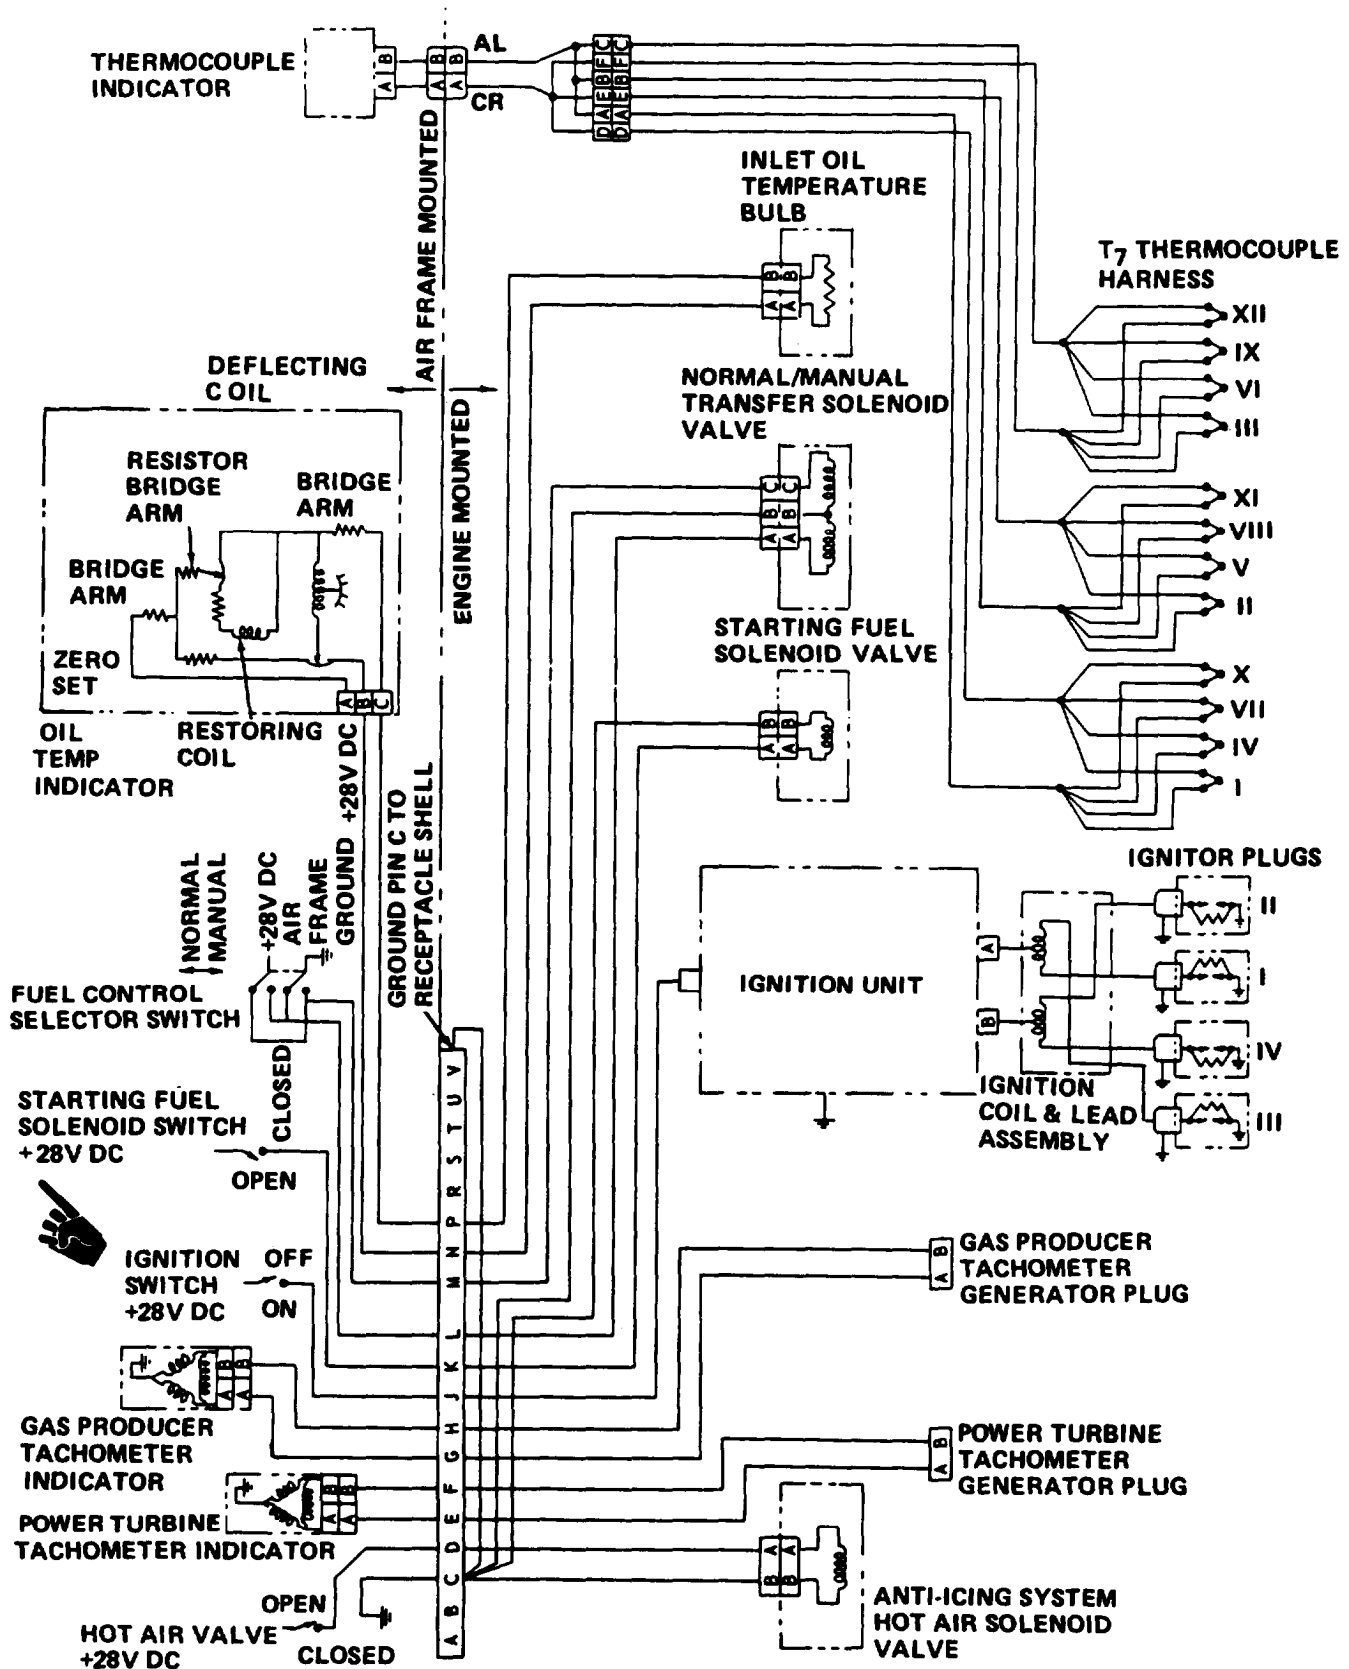 THERMOCOUPLE
INDICATOR
B
A
B B
A A
AL
CR
C C
F F
B B
E E
A A
D D
AIR FRAME MOUNTED
ENGINE MOUNTED
INLET OIL
TEMPERATURE
BULB
B B
A A
T7 THERMOCOUPLE
HARNESS
XII
IX
VI
III
XI
VIII
V
II
X
VII
IV
I
DEFLECTING
COIL
RESISTOR
BRIDGE
ARM
BRIDGE
ARM
BRIDGE
ARM
ZERO
SET
A B C
OIL
TEMP
INDICATOR
RESTORING
COIL
+28V DC
NORMAL/MANUAL
TRANSFER SOLENOID
VALVE
C C
B B
A A
STARTING FUEL
SOLENOID VALVE
B B
A A
GROUND PIN C TO
RECEPTACLE SHELL
NORMAL
MANUAL
+28V DC
AIR
FRAME
GROUND
FUEL CONTROL
SELECTOR SWITCH
CLOSED
STARTING FUEL
SOLENOID SWITCH
+28V DC
OPEN
IGNITION UNIT
A
B
IGNITION
COIL & LEAD
ASSEMBLY
IGNITOR PLUGS
II
I
IV
III
IGNITION
SWITCH
+28V DC
OFF
ON
V
U
T
S
R
P
N
M
L
K
J
H
G
F
E
D
C
B
A
B
A
GAS PRODUCER
TACHOMETER
GENERATOR PLUG
B B
A A
GAS PRODUCER
TACHOMETER
INDICATOR
B
A
POWER TURBINE
TACHOMETER
GENERATOR PLUG
B B
A A
POWER TURBINE
TACHOMETER INDICATOR
A A
B B
ANTI-ICING SYSTEM
HOT AIR SOLENOID
VALVE
OPEN
HOT AIR VALVE
+28V DC
CLOSED